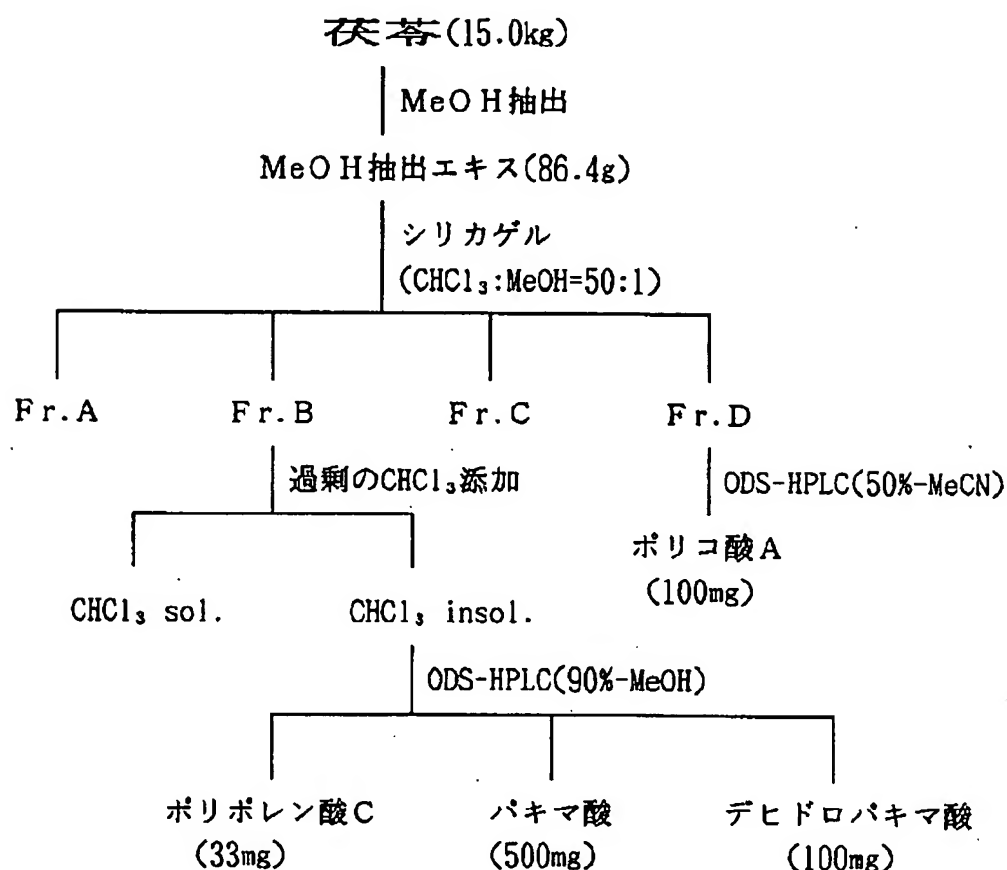 茯苓(15.0kg)
MeOH抽出
MeOH抽出エキス(86.4g)
シリカゲル
(CHCl₃:MeOH=50:1)
Fr.A Fr.B Fr.C Fr.D
過剰のCHCl₃添加 ODS-HPLC(50%-MeCN)
ポリコ酸A
(100mg)
CHCl₃ sol. CHCl₃ insol.
ODS-HPLC(90%-MeOH)
ポリポレン酸C パキマ酸 デヒドロパキマ酸
(33mg) (500mg) (100mg)